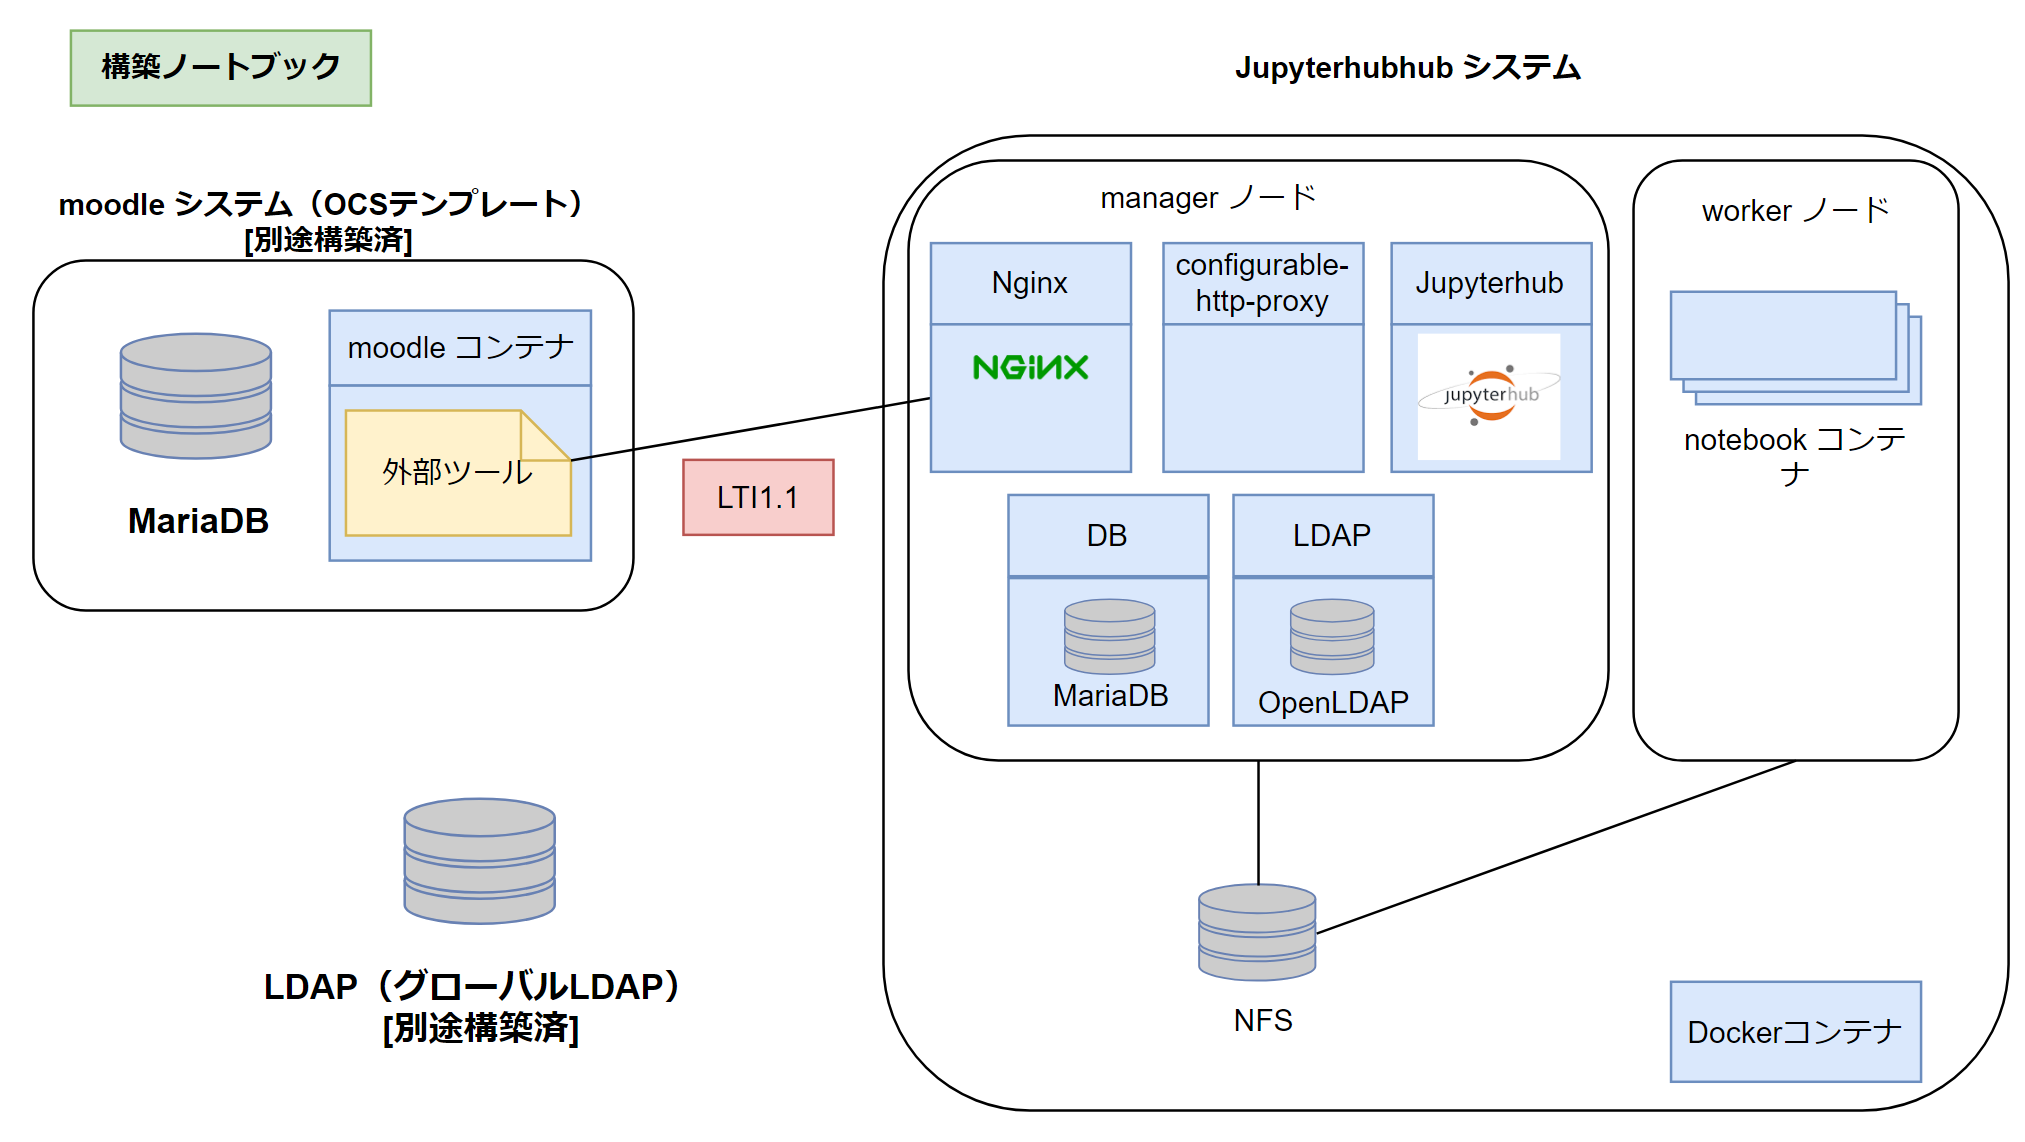 構築ノートブック
Jupyterhubhub システム
moodle システム（OCSテンプレート）
[別途構築済]
MariaDB
moodle コンテナ
外部ツール
LTI1.1
manager ノード
Nginx
NGiNX
configurable-
http-proxy
Jupyterhub
jupyterhub
DB
MariaDB
LDAP
OpenLDAP
worker ノード
notebook コンテ
ナ
LDAP（グローバルLDAP）
[別途構築済]
NFS
Dockerコンテナ